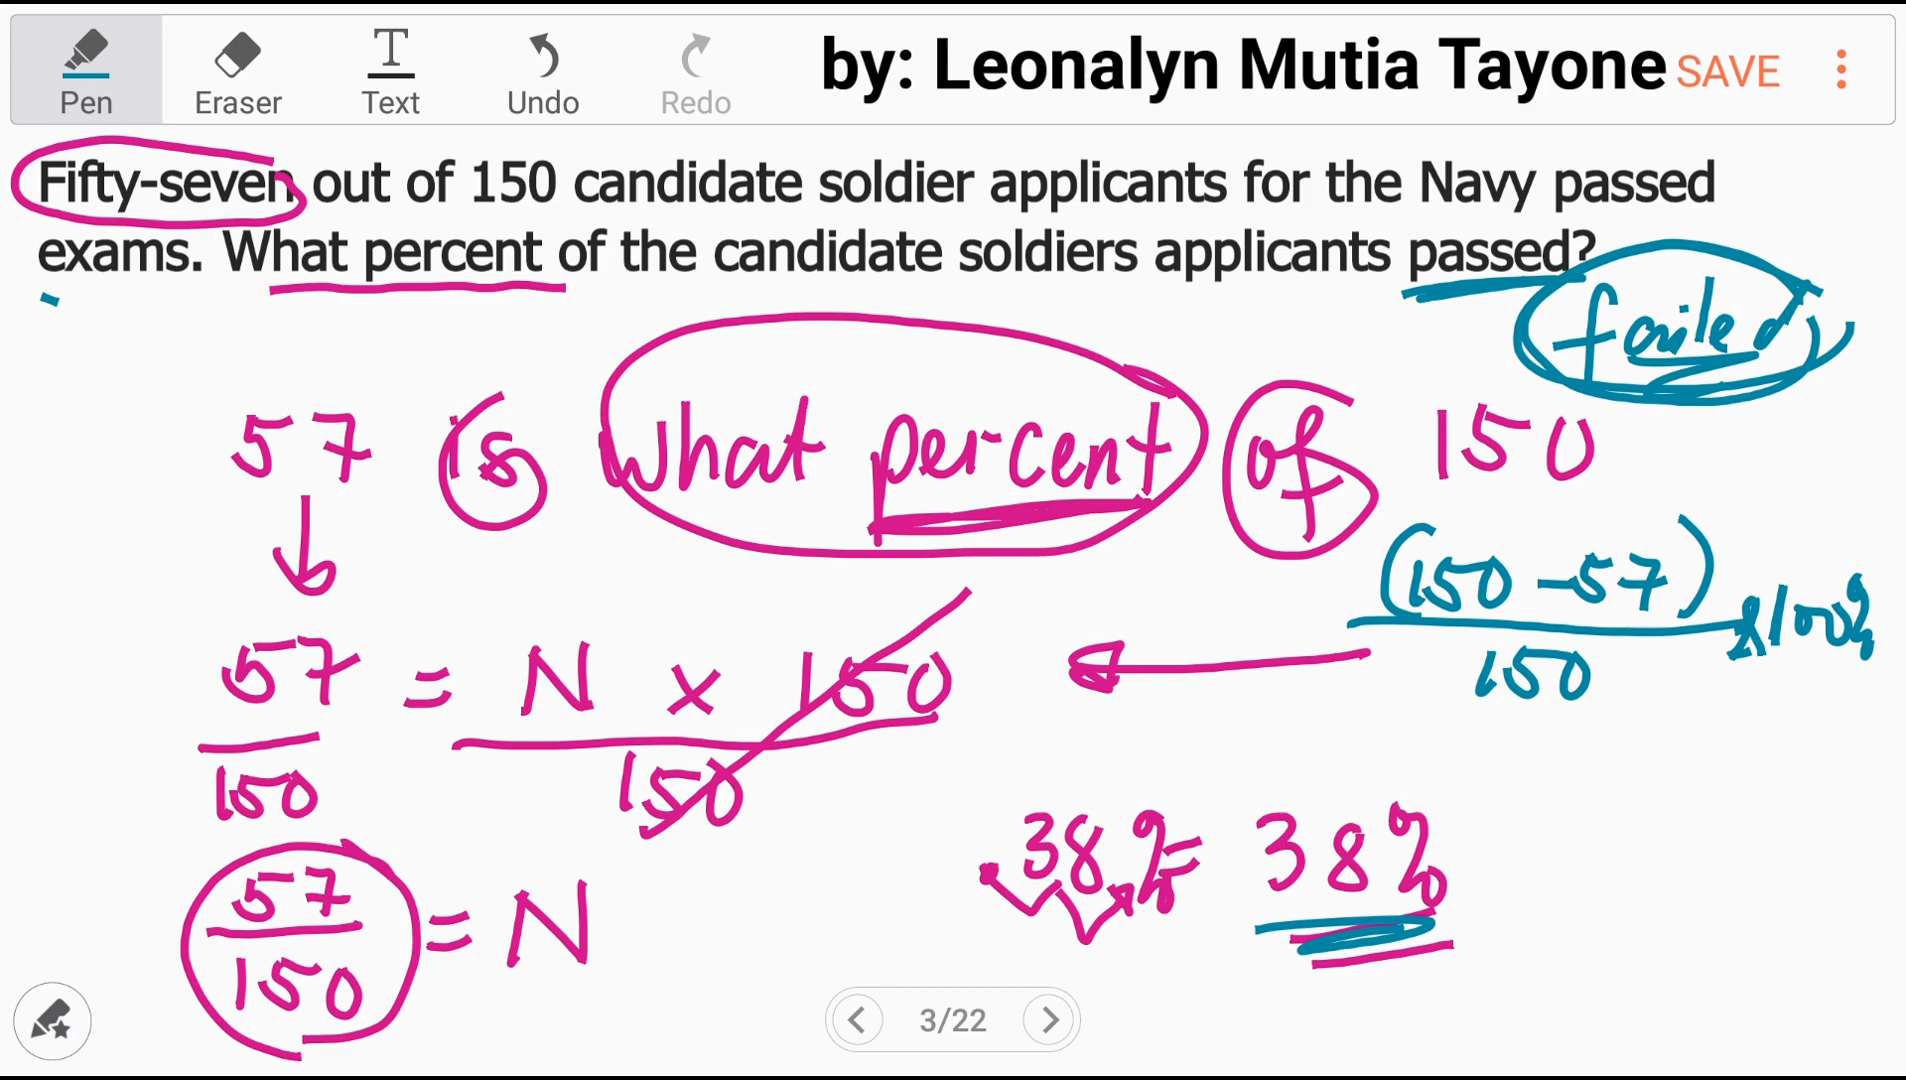 Pen Eraser Text Undo Redo by: Leonalyn Mutia Tayone SAVE
Fifty-seven out of 150 candidate soldier applicants for the Navy passed
exams. What percent of the candidate soldiers applicants passed?
failed
57 is what percent of 150
(150-57) x100%
150
57 = N x 150
150 150
.38% = 38%
57 = N
150
3/22